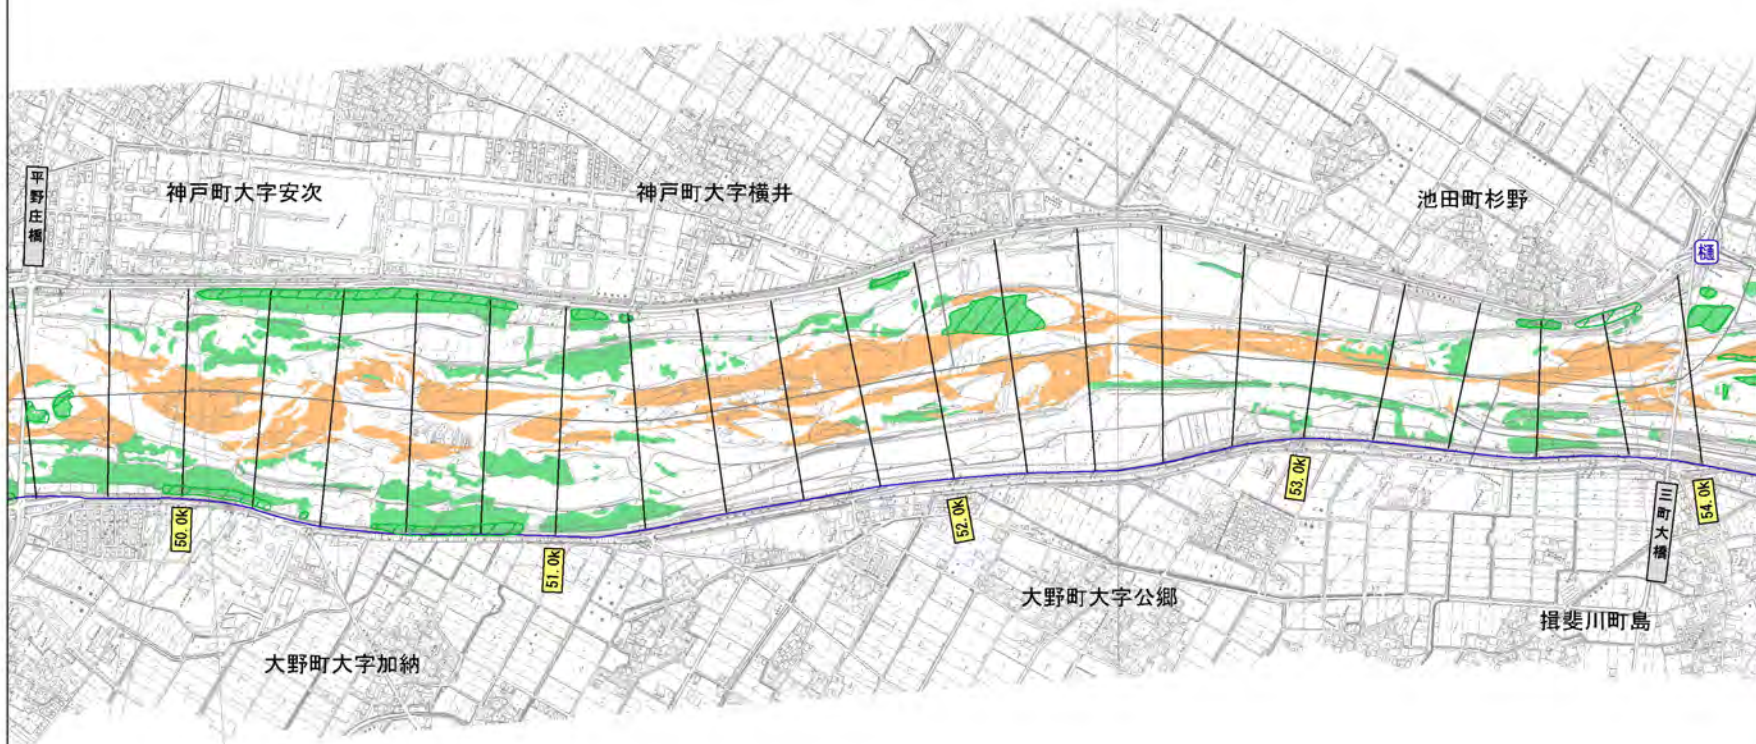 平野庄橋
神戸町大字安次
神戸町大字横井
池田町杉野
樋
50.0k
51.0k
52.0k
53.0k
54.0k
三町大橋
大野町大字加納
大野町大字公郷
揖斐川町島